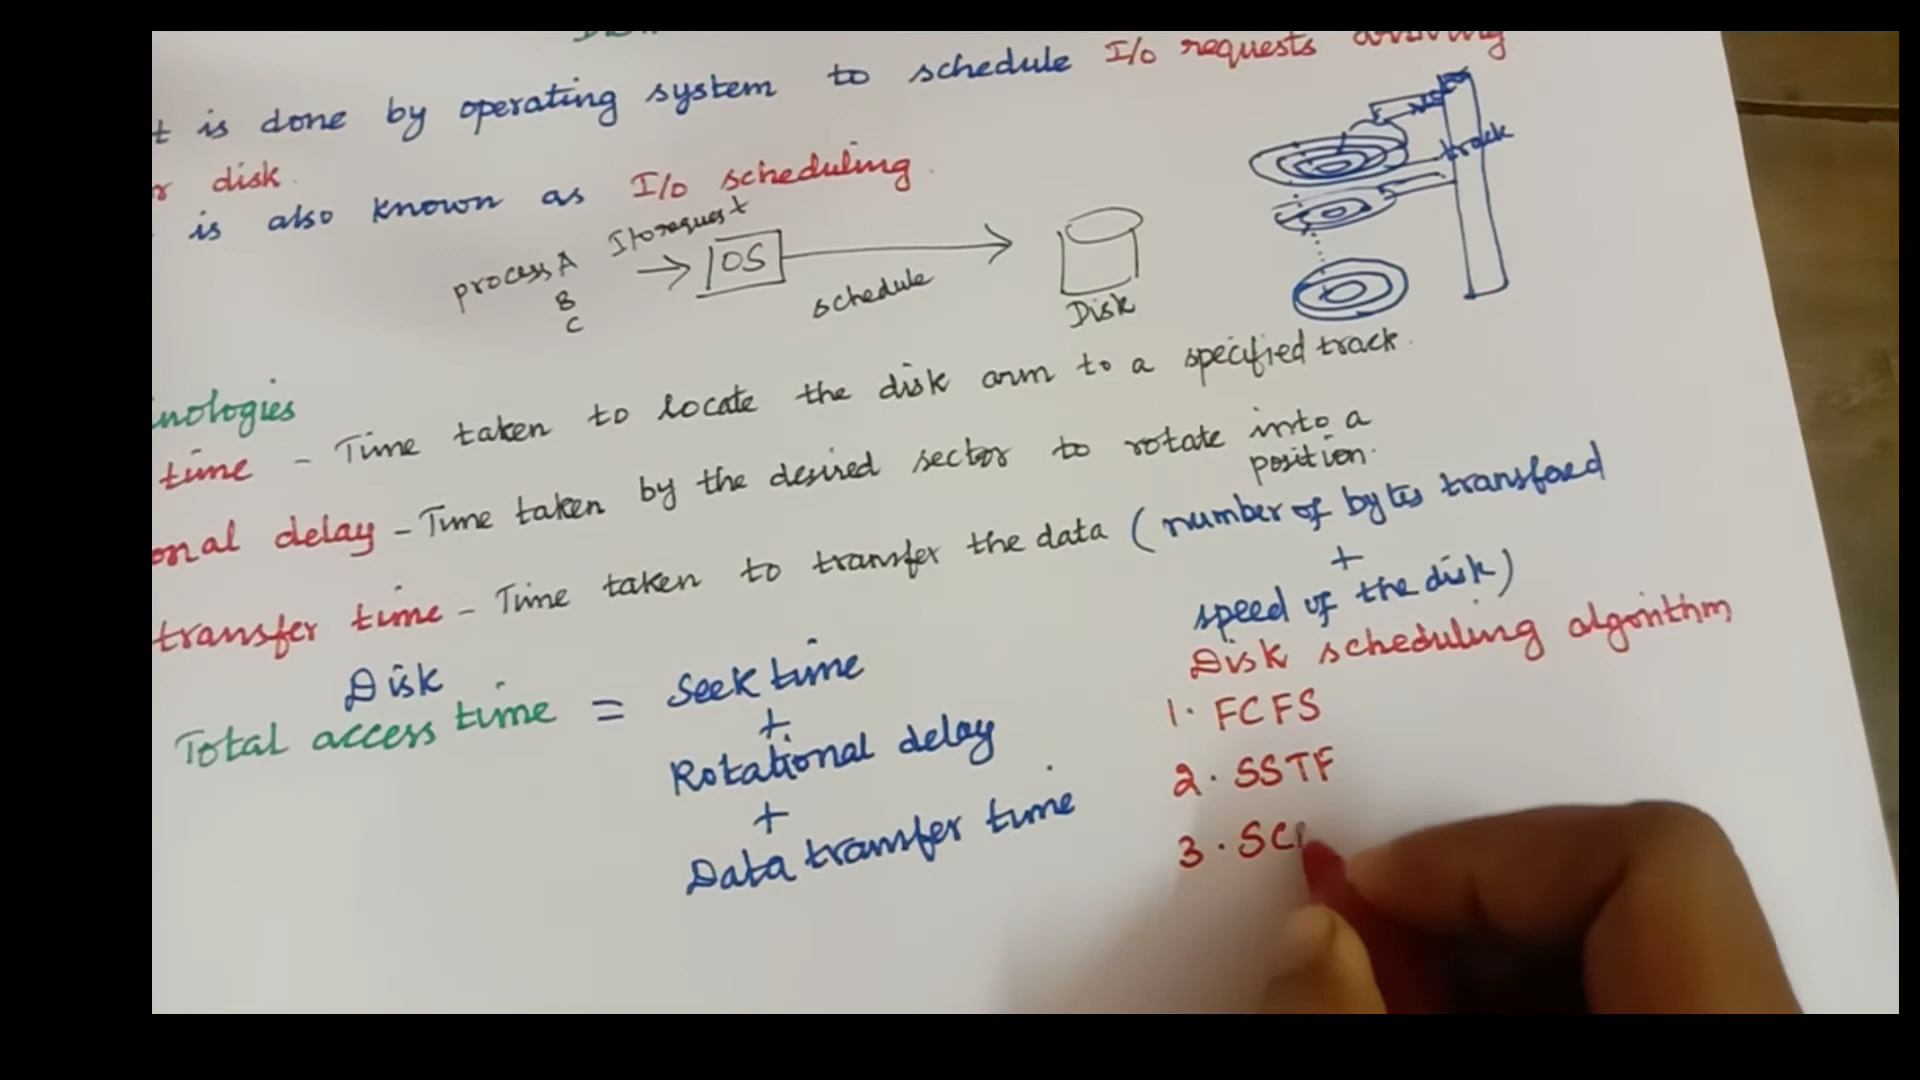 t is done by operating system to schedule I/o requests arriving
r disk.
is also known as I/o scheduling.
I/o request
process A
B
C
OS
schedule
Disk
track
nologies
time - Time taken to locate the disk arm to a specified track.
onal delay - Time taken by the desired sector to rotate into a
position.
transfer time - Time taken to transfer the data (number of bytes transfored
+
speed of the disk)
Disk
Total access time = Seek time
+
Rotational delay
+
Data transfer time
Disk scheduling algorithm
1. FCFS
2. SSTF
3. SC